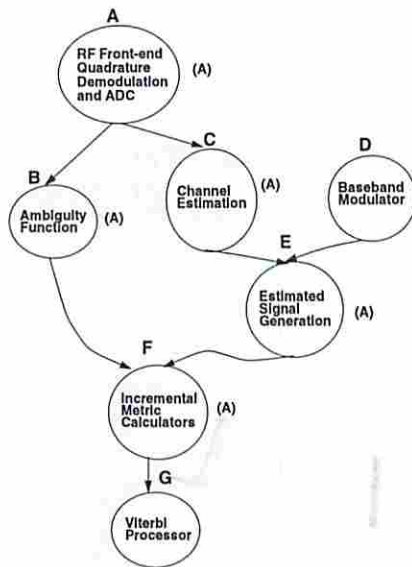 A
RF Front-end
Quadrature
Demodulation
and ADC
(A)
C
Channel
Estimation
(A)
D
Baseband
Modulator
B
Ambiguity
Function
(A)
E
Estimated
Signal
Generation
(A)
F
Incremental
Metric
Calculators
(A)
G
Viterbi
Processor